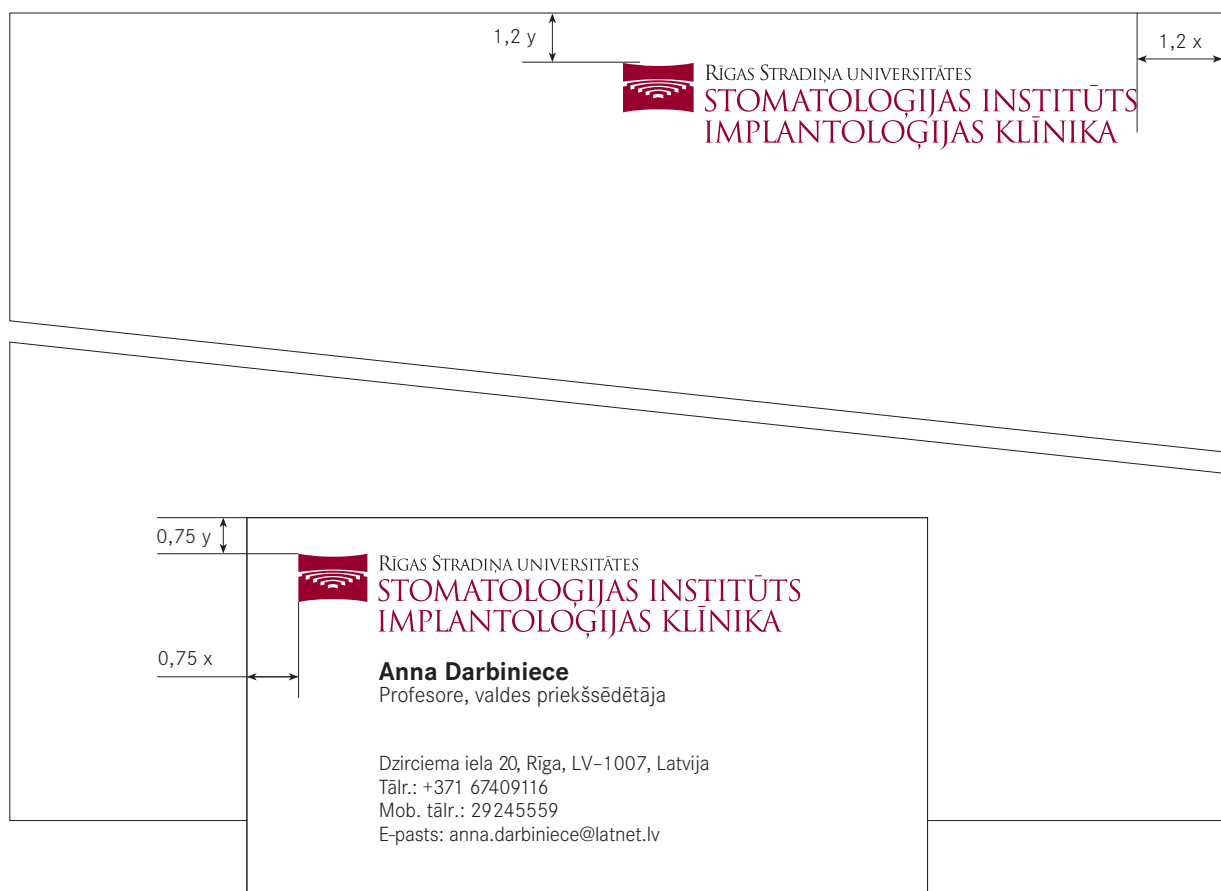 1,2 y
1,2 x
RĪGAS STRADIŅA UNIVERSITĀTES
STOMATOLOĢIJAS INSTITŪTS
IMPLANTOLOĢIJAS KLĪNIKA
0,75 y
RĪGAS STRADIŅA UNIVERSITĀTES
STOMATOLOĢIJAS INSTITŪTS
IMPLANTOLOĢIJAS KLĪNIKA
0,75 x
Anna Darbiniece
Profesore, valdes priekšsēdētāja
Dzirciema iela 20, Rīga, LV–1007, Latvija
Tālr.: +371 67409116
Mob. tālr.: 29245559
E-pasts: anna.darbiniece@latnet.lv